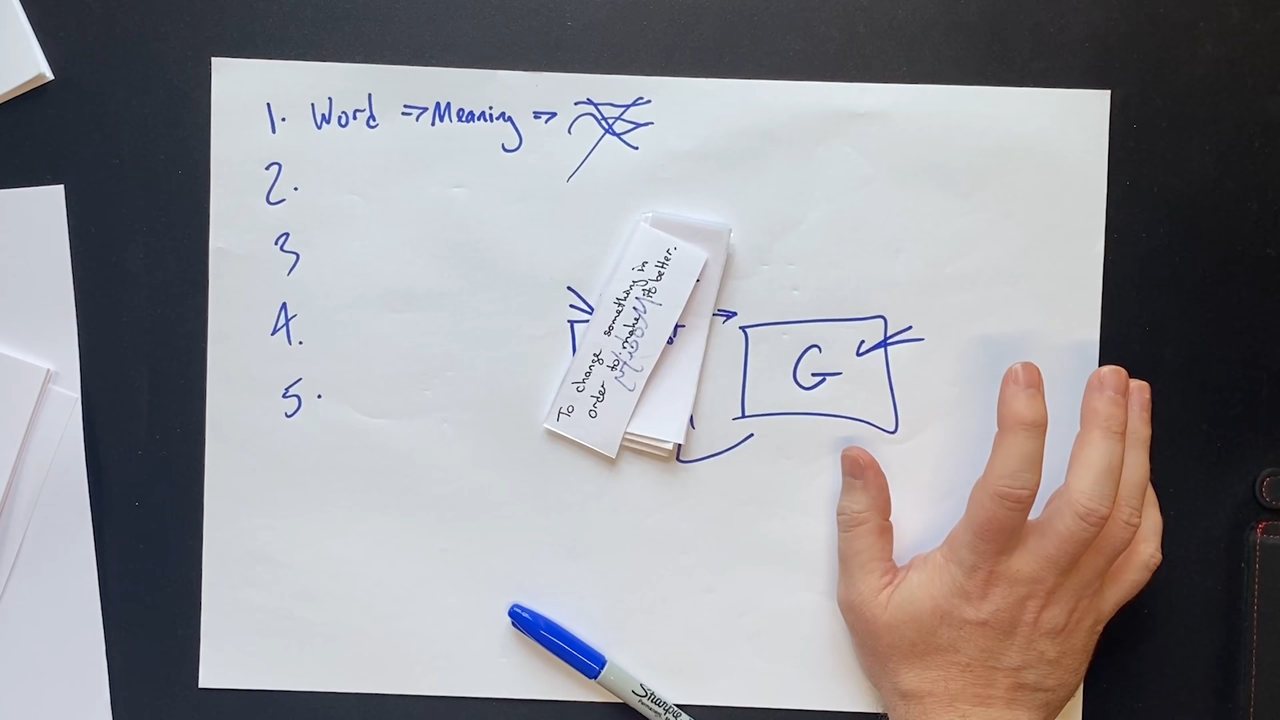 1. Word ⇒ Meaning ⇒
2.
3
4.
5.
To change something in
order to make it better.
G
Sharpie